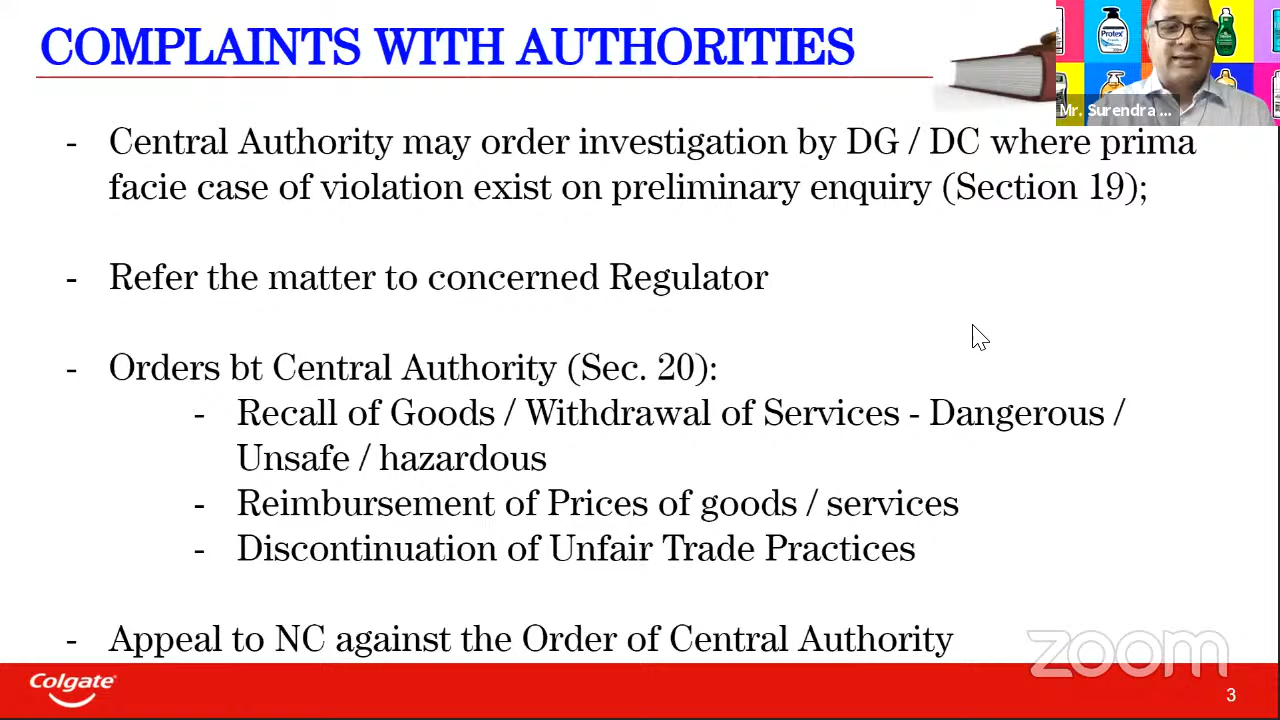 COMPLAINTS WITH AUTHORITIES
Protex
Mr. Surendra ...
- Central Authority may order investigation by DG / DC where prima
facie case of violation exist on preliminary enquiry (Section 19);
- Refer the matter to concerned Regulator
- Orders bt Central Authority (Sec. 20):
- Recall of Goods / Withdrawal of Services - Dangerous /
Unsafe / hazardous
- Reimbursement of Prices of goods / services
- Discontinuation of Unfair Trade Practices
- Appeal to NC against the Order of Central Authority
zoom
Colgate
3